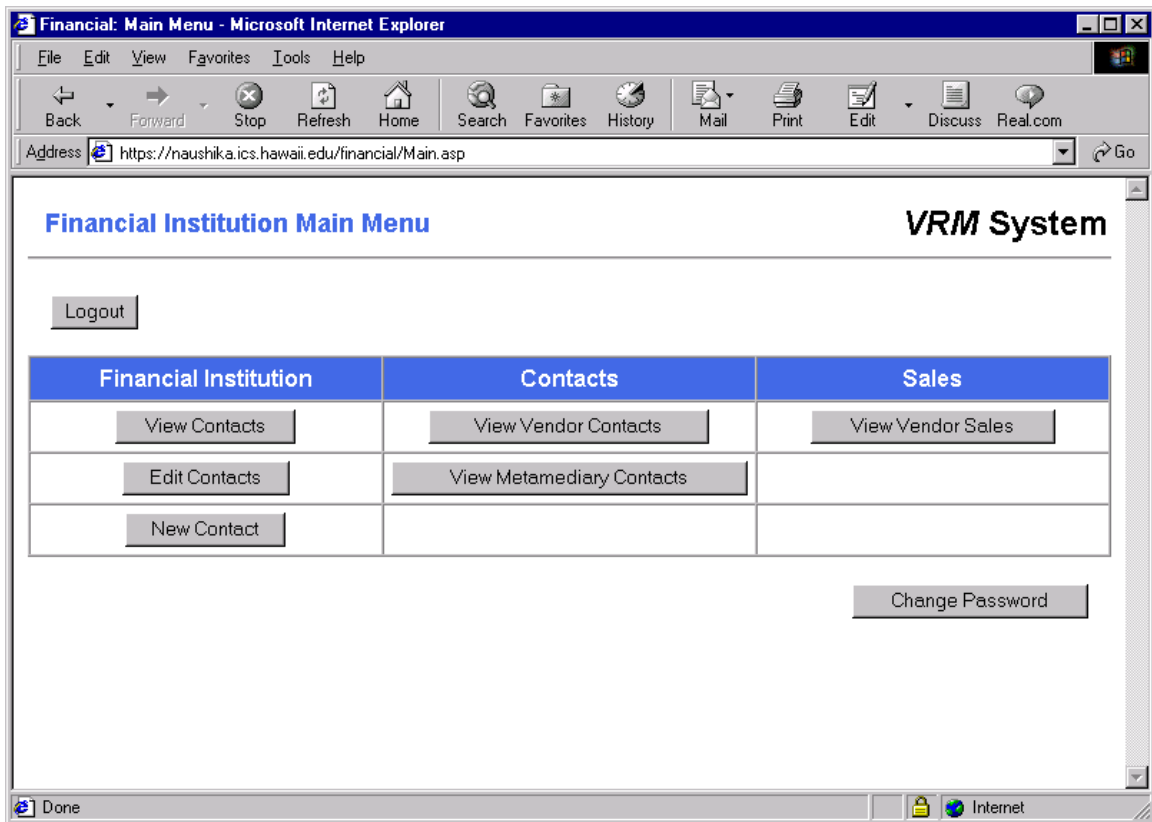 Financial: Main Menu - Microsoft Internet Explorer
File Edit View Favorites Tools Help
Back Forward Stop Refresh Home Search Favorites History Mail Print Edit Discuss Real.com
Address https://naushika.ics.hawaii.edu/financial/Main.asp Go
Financial Institution Main Menu VRM System
Logout
Financial Institution Contacts Sales
View Contacts View Vendor Contacts View Vendor Sales
Edit Contacts View Metamediary Contacts
New Contact
Change Password
Done Internet